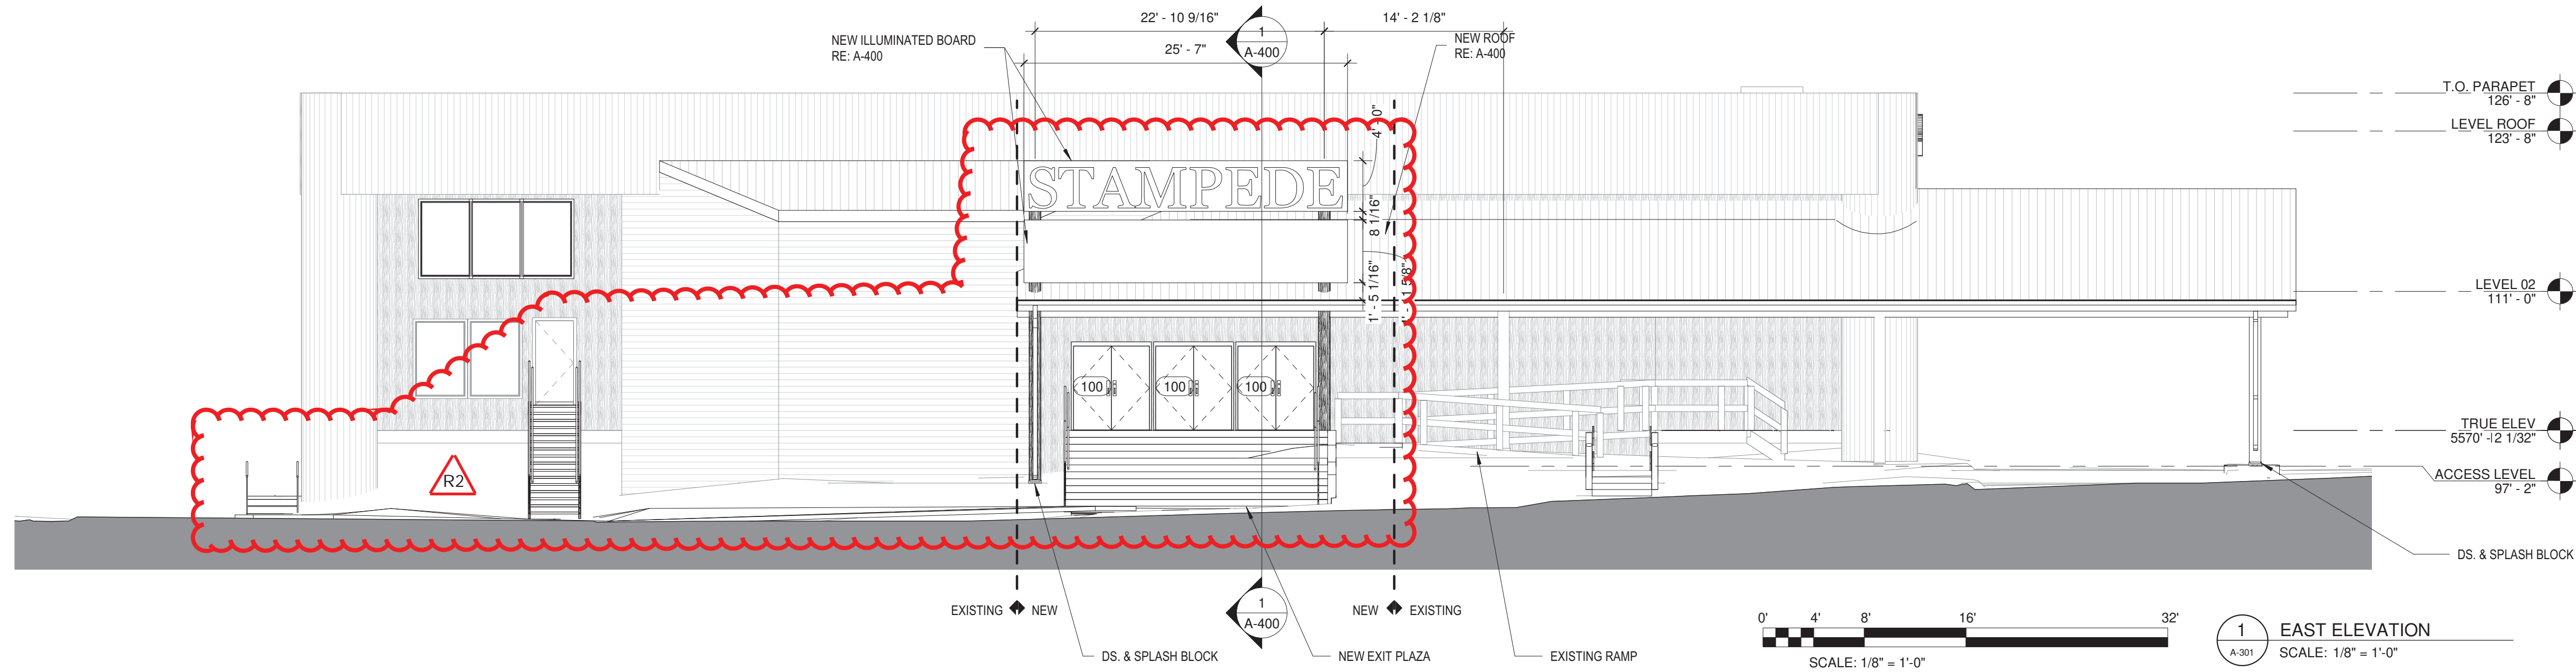 22' - 10 9/16"
14' - 2 1/8"
1
A-400
25' - 7"
NEW ILLUMINATED BOARD
RE: A-400
NEW ROOF
RE: A-400
T.O. PARAPET
126' - 8"
LEVEL ROOF
123' - 8"
4' - 0"
STAMPEDE
8 1/16"
1' - 5 1/16"
LEVEL 02
111' - 0"
100
100
100
TRUE ELEV
R2
ACCESS LEVEL
97' - 2"
DS. & SPLASH BLOCK
EXISTING
NEW
1
A-400
NEW
EXISTING
DS. & SPLASH BLOCK
NEW EXIT PLAZA
EXISTING RAMP
0' 4' 8' 16' 32'
SCALE: 1/8" = 1'-0"
1
A-301
EAST ELEVATION
SCALE: 1/8" = 1'-0"